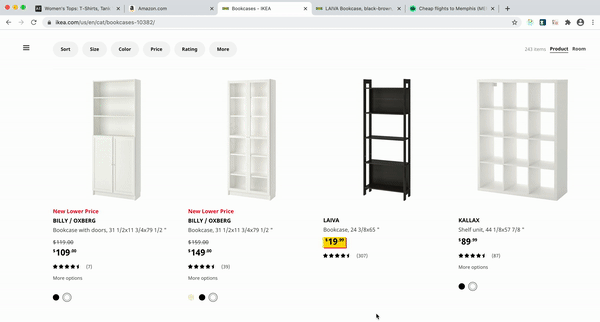 Women's Tops: T-Shirts, Tank
Amazon.com
Bookcases - IKEA
LAIVA Bookcase, black-brown,
Cheap flights to Memphis (MEM
ikea.com/us/en/cat/bookcases-10382/
Sort Size Color Price Rating More
243 items Product Room
New Lower Price
BILLY / OXBERG
Bookcase with doors, 31 1/2x11 3/4x79 1/2 "
$119.00
$109.00
(7)
More options
New Lower Price
BILLY / OXBERG
Bookcase, 31 1/2x11 3/4x79 1/2 "
$159.00
$149.00
(39)
More options
LAIVA
Bookcase, 24 3/8x65 "
$19.99
(307)
KALLAX
Shelf unit, 44 1/8x57 7/8 "
$89.99
(87)
More options